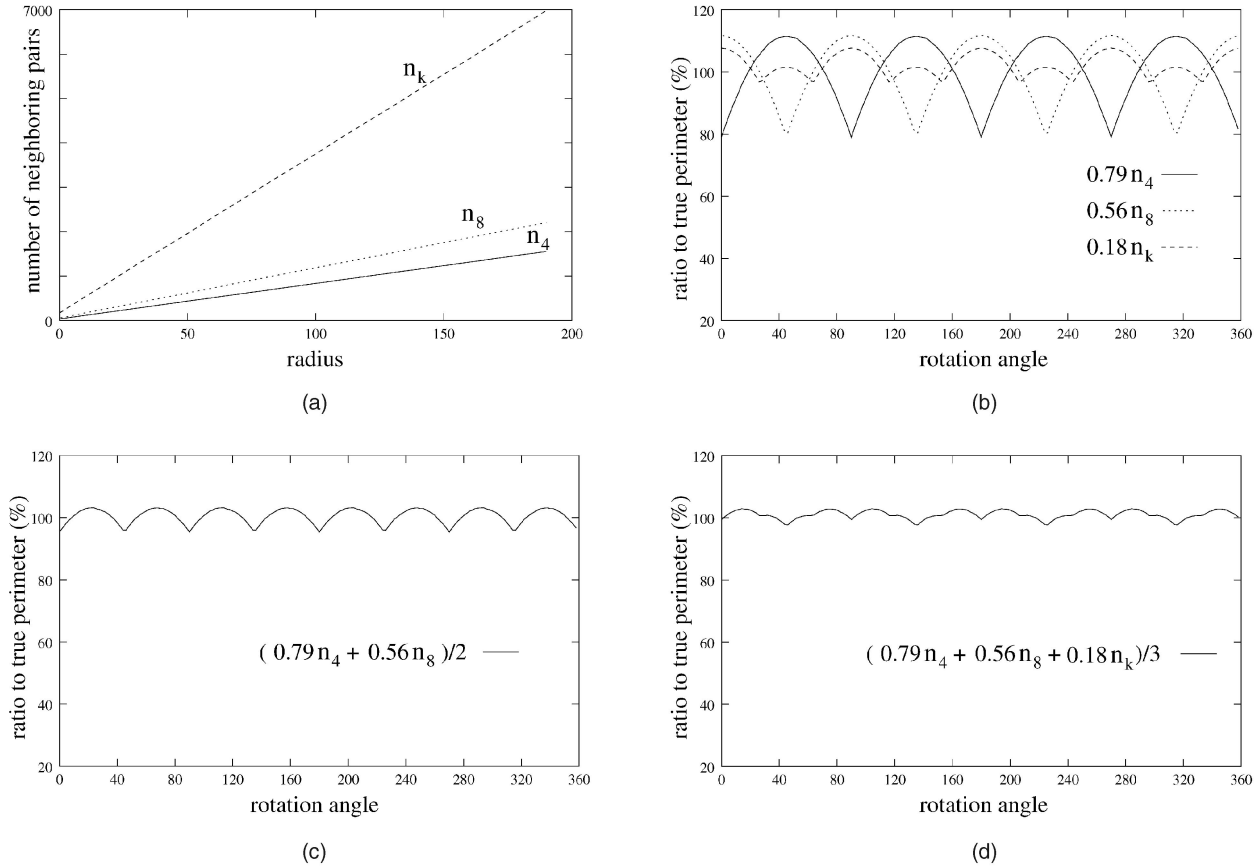 7000
0
number of neighboring pairs
n_k
n_8
n_4
0 50 100 150 200
radius
(a)
120
100
80
60
40
20
ratio to true perimeter (%)
0.79 n_4
0.56 n_8
0.18 n_k
0 40 80 120 160 200 240 280 320 360
rotation angle
(b)
120
100
80
60
40
20
ratio to true perimeter (%)
( 0.79 n_4 + 0.56 n_8 )/2
0 40 80 120 160 200 240 280 320 360
rotation angle
(c)
120
100
80
60
40
20
ratio to true perimeter (%)
( 0.79 n_4 + 0.56 n_8 + 0.18 n_k)/3
0 40 80 120 160 200 240 280 320 360
rotation angle
(d)